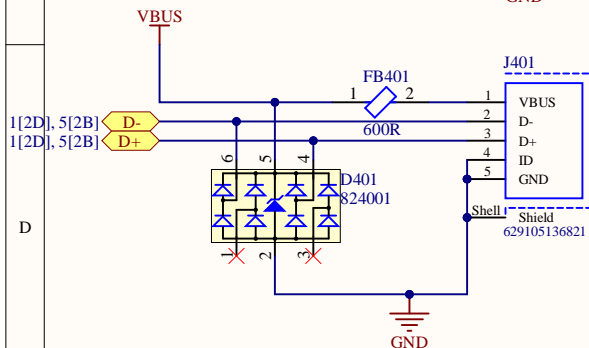 GND
VBUS
FB401
J401
1
2
1
VBUS
1[2D], 5[2B]
D-
2
D-
1[2D], 5[2B]
D+
600R
3
D+
4
ID
6
5
4
5
GND
D401
824001
D
Shell
Shield
629105136821
1
2
3
GND